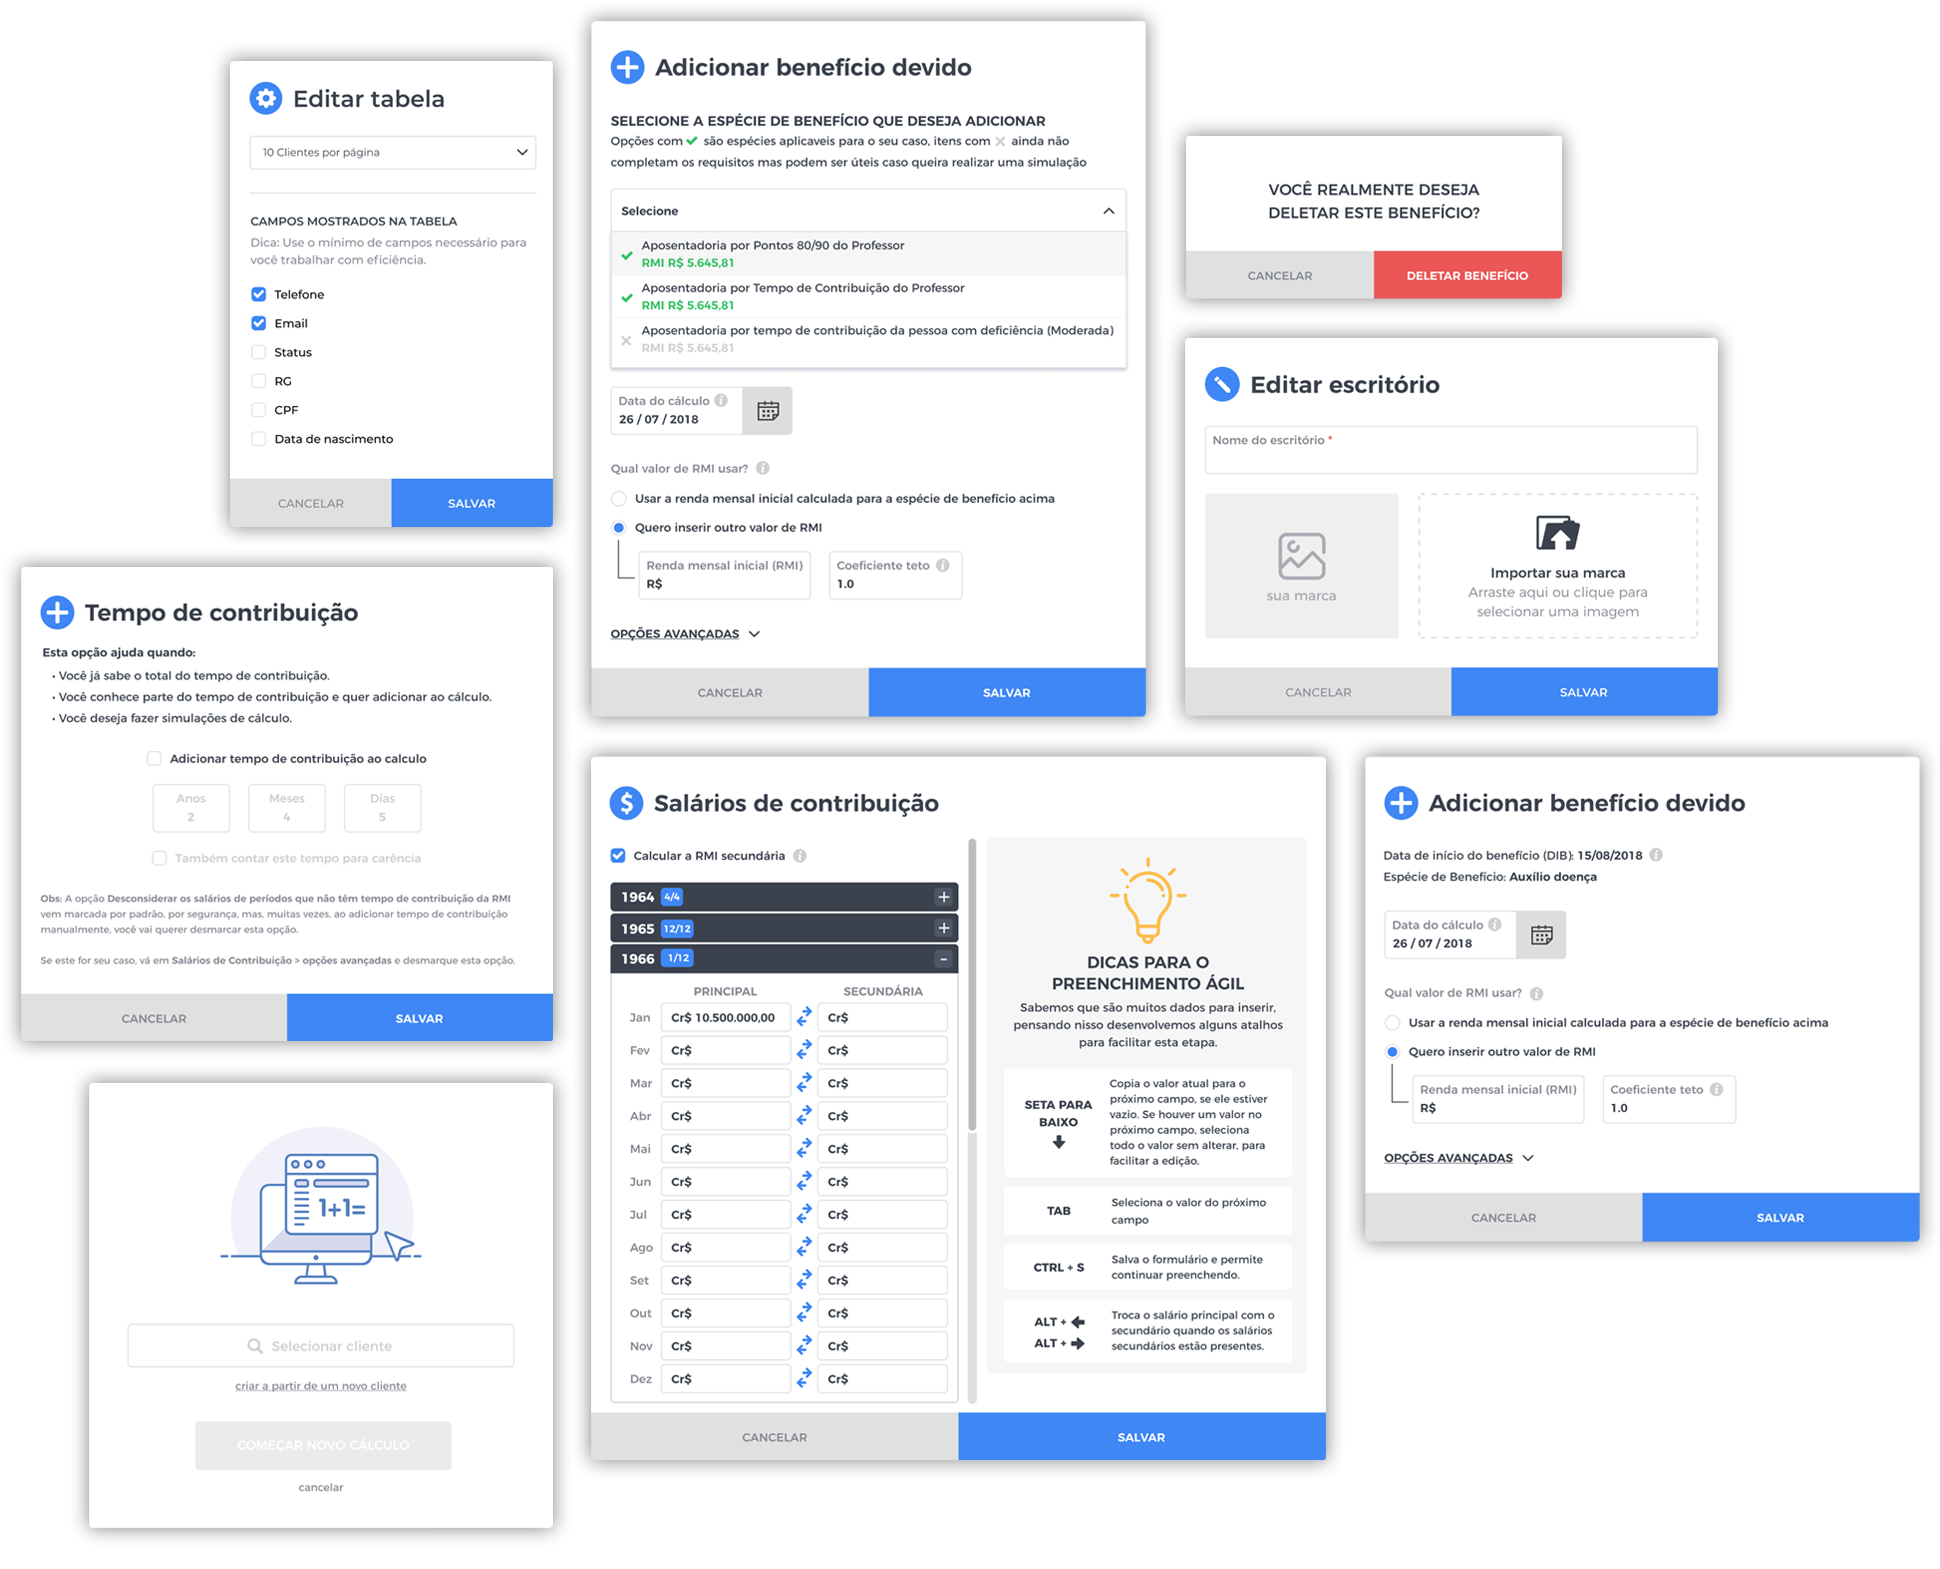 Editar tabela
10 Clientes por página
CAMPOS MOSTRADOS NA TABELA
Dica: Use o mínimo de campos necessário para
você trabalhar com eficiência.
Telefone
Email
Status
RG
CPF
Data de nascimento
CANCELAR
SALVAR
Adicionar benefício devido
SELECIONE A ESPÉCIE DE BENEFÍCIO QUE DESEJA ADICIONAR
Opções com são espécies aplicaveis para o seu caso, itens com ainda não
completam os requisitos mas podem ser úteis caso queira realizar uma simulação
Selecione
Aposentadoria por Pontos 80/90 do Professor
RMI R$ 5.645,81
Aposentadoria por Tempo de Contribuição do Professor
RMI R$ 5.645,81
Aposentadoria por tempo de contribuição da pessoa com deficiência (Moderada)
RMI R$ 5.645,81
Data do cálculo i
26 / 07 / 2018
Qual valor de RMI usar? i
Usar a renda mensal inicial calculada para a espécie de benefício acima
Quero inserir outro valor de RMI
Renda mensal inicial (RMI)
R$
Coeficiente teto i
1.0
OPÇÕES AVANÇADAS
CANCELAR
SALVAR
VOCÊ REALMENTE DESEJA
DELETAR ESTE BENEFÍCIO?
CANCELAR
DELETAR BENEFÍCIO
Editar escritório
Nome do escritório *
sua marca
Importar sua marca
Arraste aqui ou clique para
selecionar uma imagem
CANCELAR
SALVAR
Tempo de contribuição
Esta opção ajuda quando:
• Você já sabe o total do tempo de contribuição.
• Você conhece parte do tempo de contribuição e quer adicionar ao cálculo.
• Você deseja fazer simulações de cálculo.
Adicionar tempo de contribuição ao calculo
Anos
2
Meses
4
Dias
5
Também contar este tempo para carência
Obs: A opção Desconsiderar os salários de períodos que não têm tempo de contribuição da RMI
vem marcada por padrão, por segurança, mas, muitas vezes, ao adicionar tempo de contribuição
manualmente, você vai querer desmarcar esta opção.
Se este for seu caso, vá em Salários de Contribuição > opções avançadas e desmarque esta opção.
CANCELAR
SALVAR
1+1=
Selecionar cliente
criar a partir de um novo cliente
COMEÇAR NOVO CÁLCULO
cancelar
$ Salários de contribuição
Calcular a RMI secundária i
1964 4/4 +
1965 12/12 +
1966 1/12 -
PRINCIPAL SECUNDÁRIA
Jan Cr$ 10.500.000,00 Cr$
Fev Cr$ Cr$
Mar Cr$ Cr$
Abr Cr$ Cr$
Mai Cr$ Cr$
Jun Cr$ Cr$
Jul Cr$ Cr$
Ago Cr$ Cr$
Set Cr$ Cr$
Out Cr$ Cr$
Nov Cr$ Cr$
Dez Cr$ Cr$
DICAS PARA O
PREENCHIMENTO ÁGIL
Sabemos que são muitos dados para inserir,
pensando nisso desenvolvemos alguns atalhos
para facilitar esta etapa.
SETA PARA
BAIXO
Copia o valor atual para o
próximo campo, se ele estiver
vazio. Se houver um valor no
próximo campo, seleciona
todo o valor sem alterar, para
facilitar a edição.
TAB
Seleciona o valor do próximo
campo
CTRL + S
Salva o formulário e permite
continuar preenchendo.
ALT + ←
ALT + →
Troca o salário principal com o
secundário quando os salários
secundários estão presentes.
CANCELAR
SALVAR
Adicionar benefício devido
Data de início do benefício (DIB): 15/08/2018 i
Espécie de Benefício: Auxílio doença
Data do cálculo i
26 / 07 / 2018
Qual valor de RMI usar? i
Usar a renda mensal inicial calculada para a espécie de benefício acima
Quero inserir outro valor de RMI
Renda mensal inicial (RMI)
R$
Coeficiente teto i
1.0
OPÇÕES AVANÇADAS
CANCELAR
SALVAR